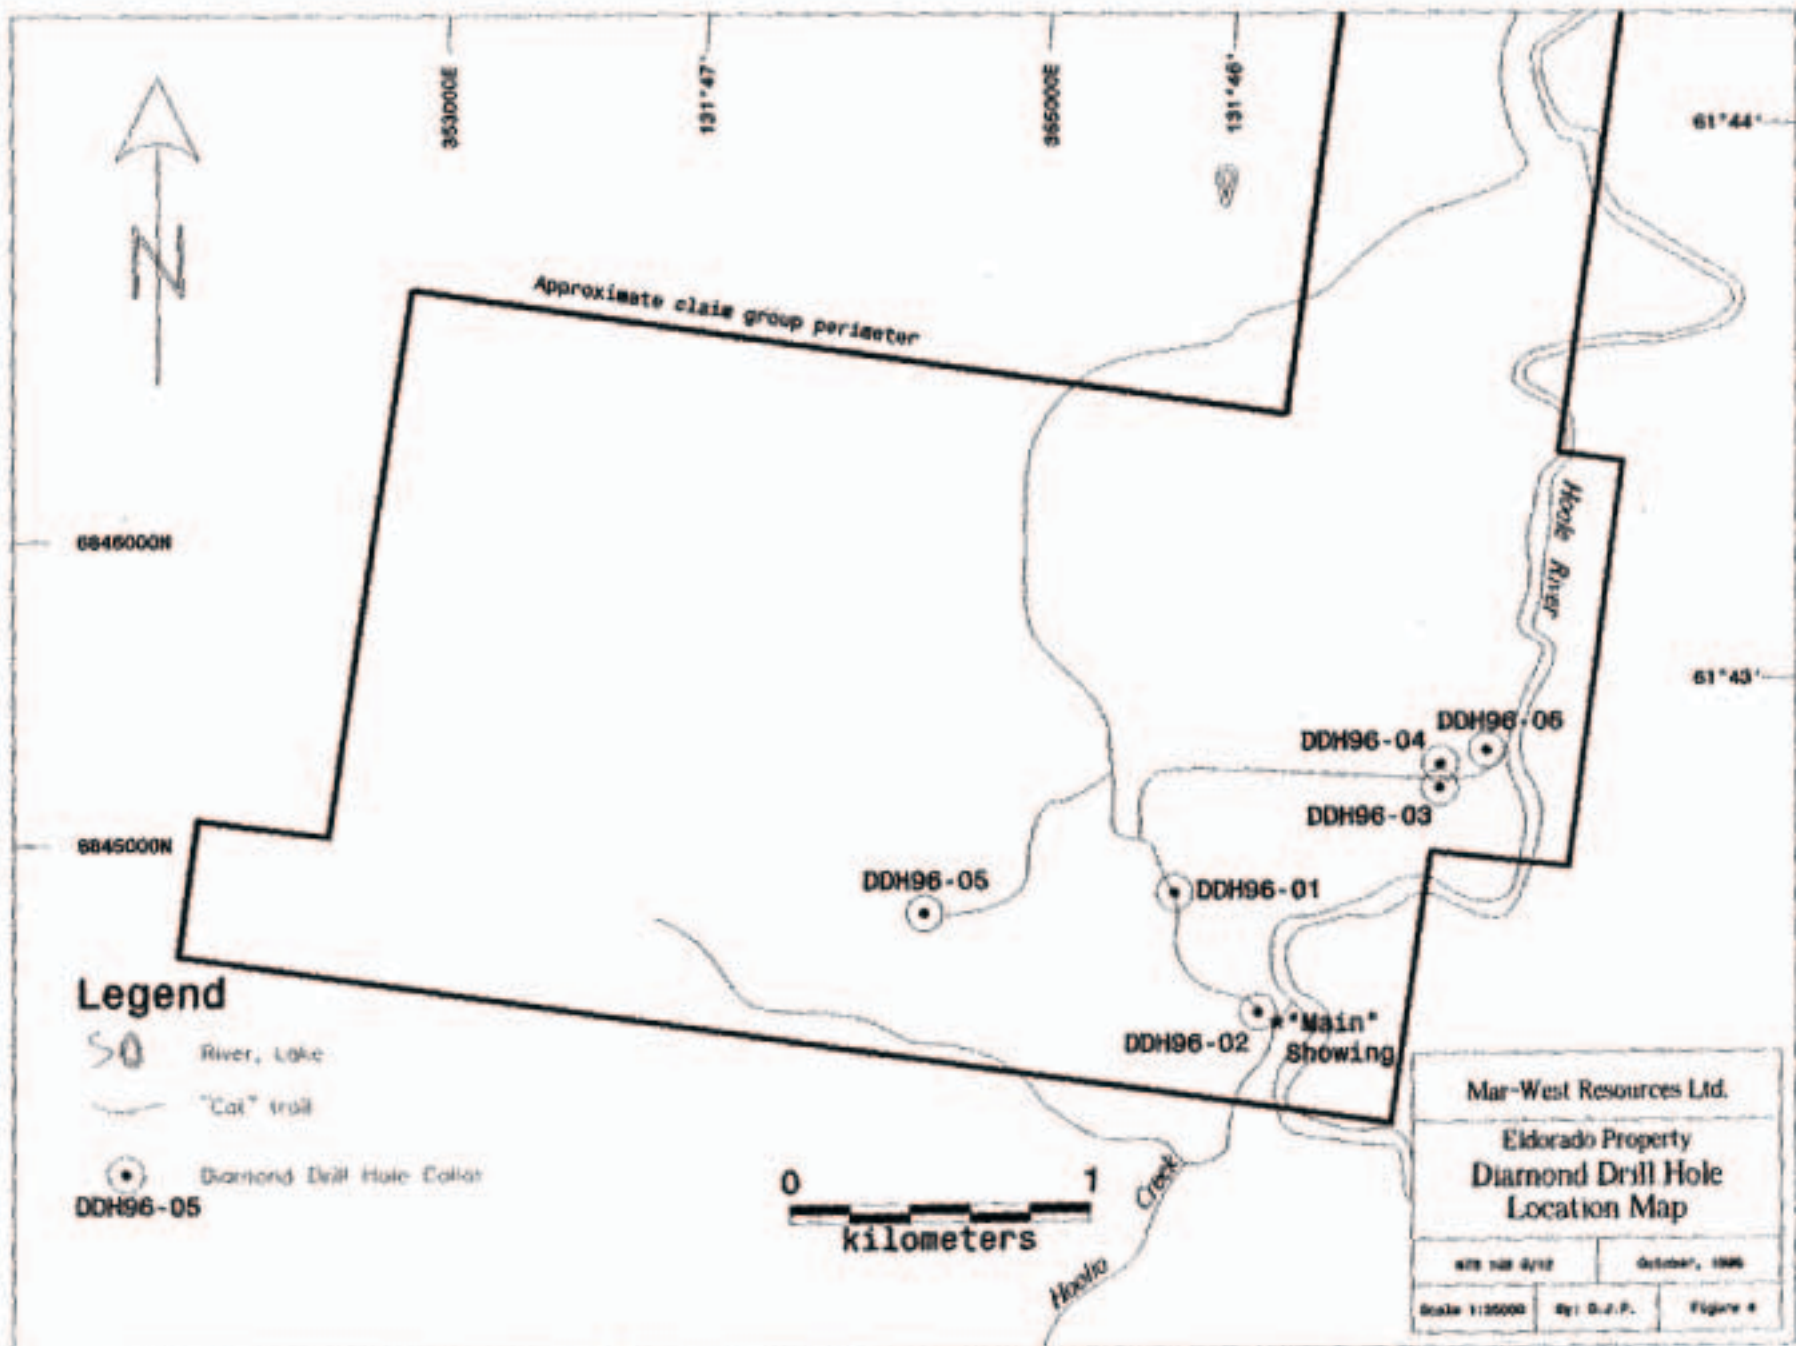 353000E
131°47'
355000E
131°46'
61°44'
N
Approximate claim group perimeter
6846000N
Hoole River
61°43'
DDH96-06
DDH96-04
DDH96-03
6845000N
DDH96-05
DDH96-01
Legend
River, Lake
"Cat" trail
Diamond Drill Hole Collar
DDH96-05
DDH96-02
"Main"
Showing
0 1
kilometers
Creek
Mar-West Resources Ltd.
Eldorado Property
Diamond Drill Hole
Location Map
October,
Scale By: D.J.P. Figure